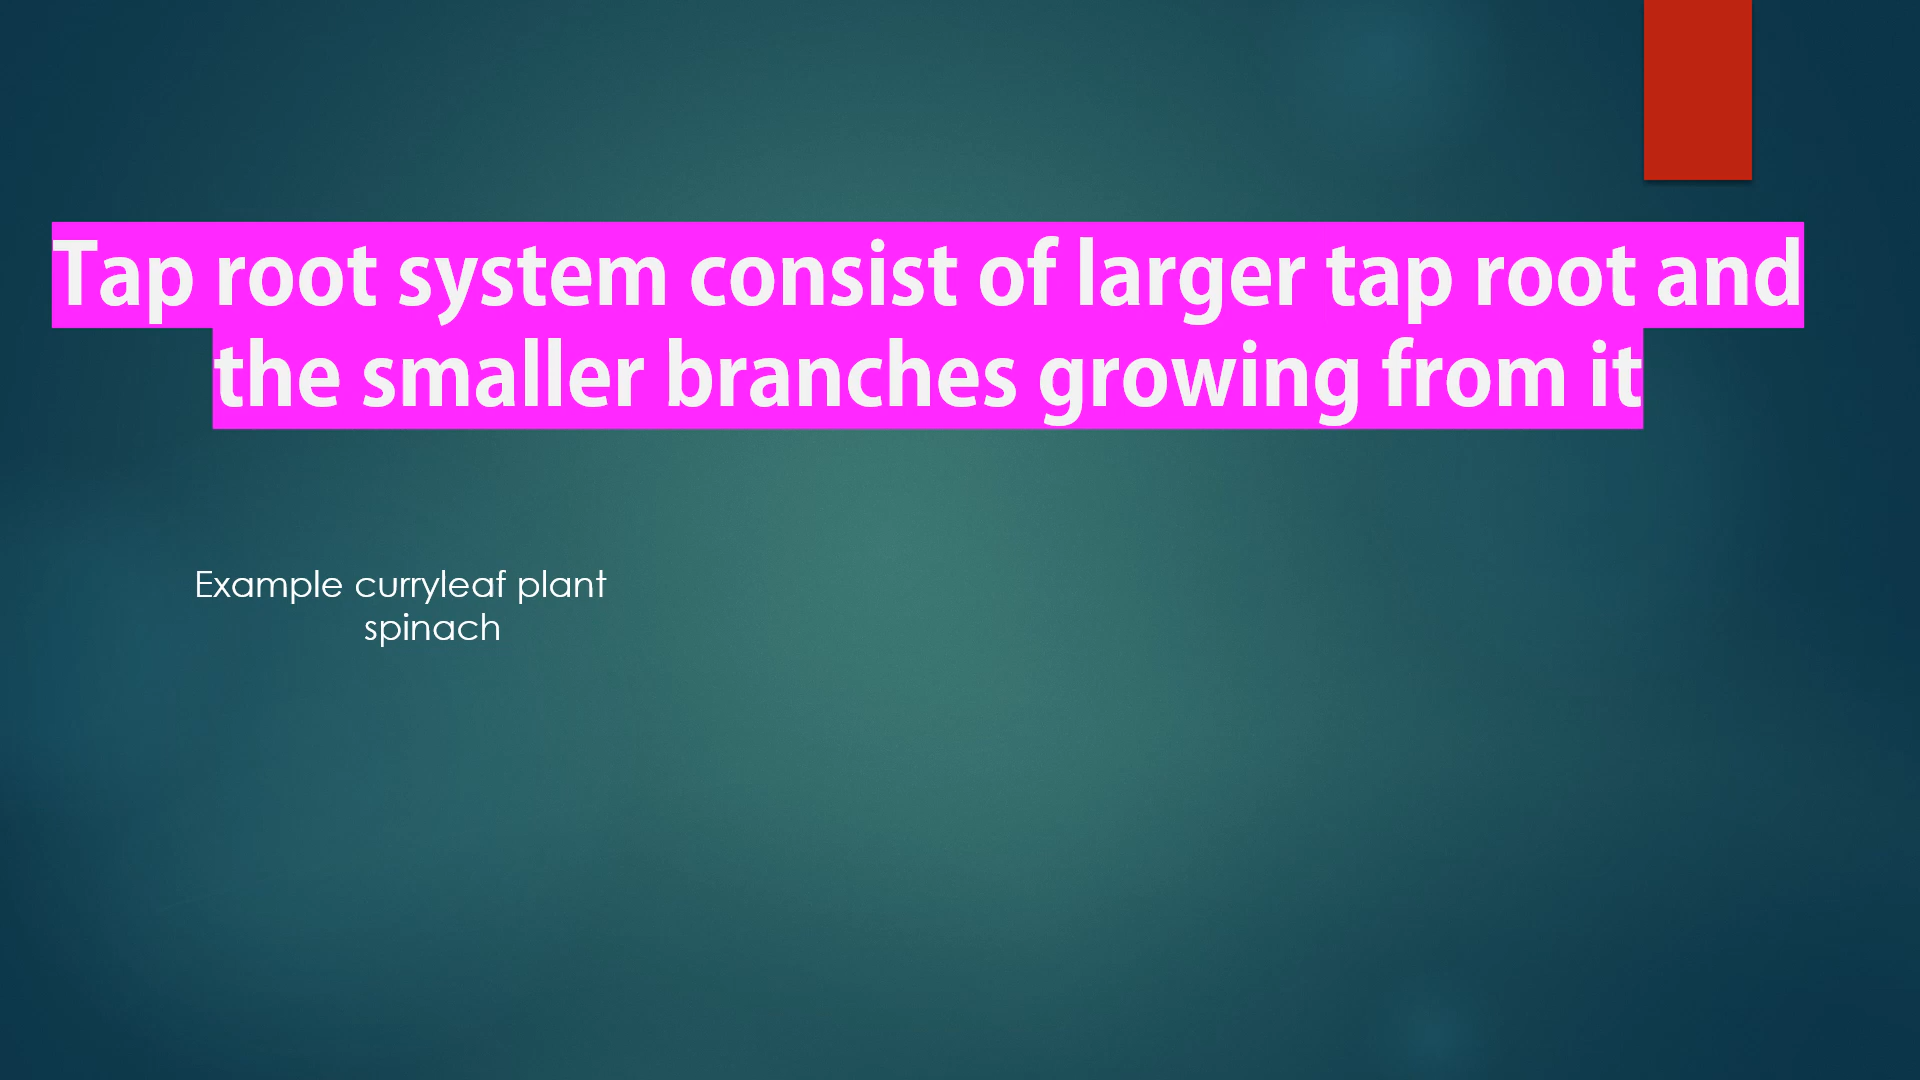 Tap root system consist of larger tap root and
the smaller branches growing from it
Example curryleaf plant
spinach